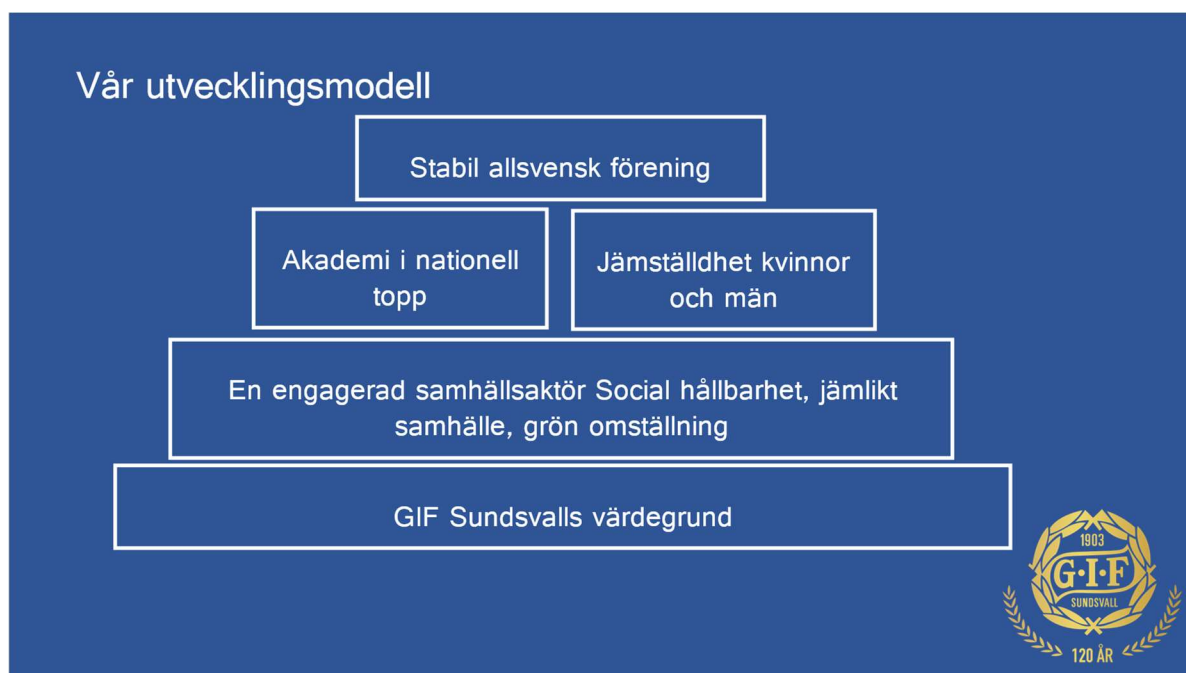 Vår utvecklingsmodell
Stabil allsvensk förening
Akademi i nationell
topp
Jämställdhet kvinnor
och män
En engagerad samhällsaktör Social hållbarhet, jämlikt
samhälle, grön omställning
GIF Sundsvalls värdegrund
1903
G·I·F
SUNDSVALL
120 ÅR